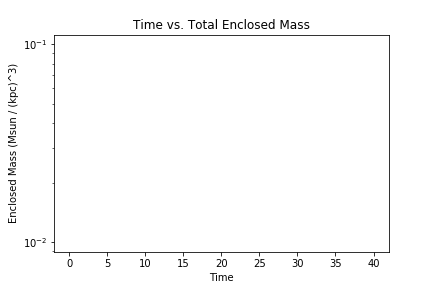 Time vs. Total Enclosed Mass
10⁻¹
Enclosed Mass (Msun / (kpc)^3)
10⁻²
0 5 10 15 20 25 30 35 40
Time